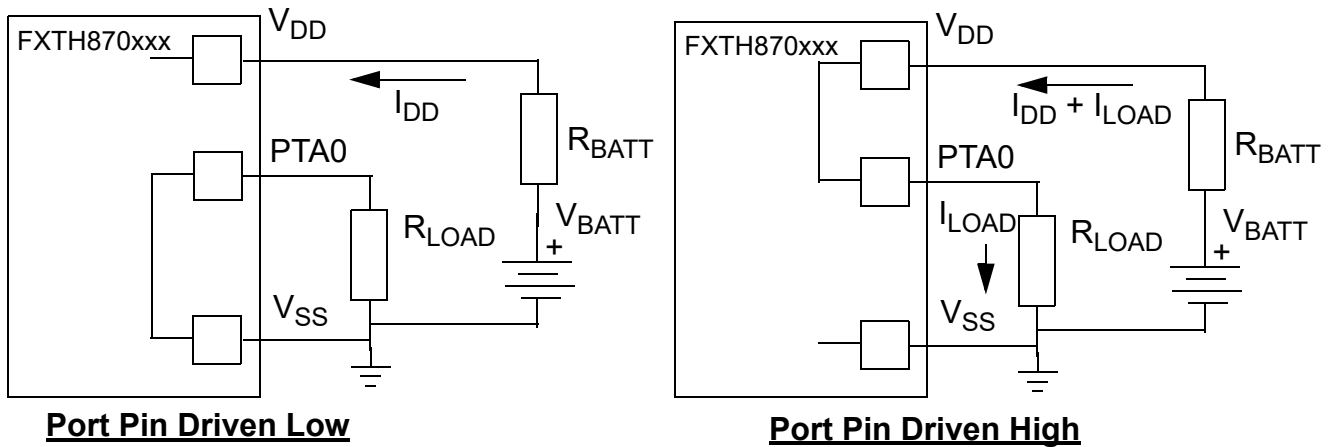 FXTH870xxx
VDD
IDD
RBATT
PTA0
RLOAD
VBATT
+
VSS
Port Pin Driven Low
FXTH870xxx
VDD
IDD + ILOAD
RBATT
PTA0
ILOAD
RLOAD
VBATT
+
VSS
Port Pin Driven High